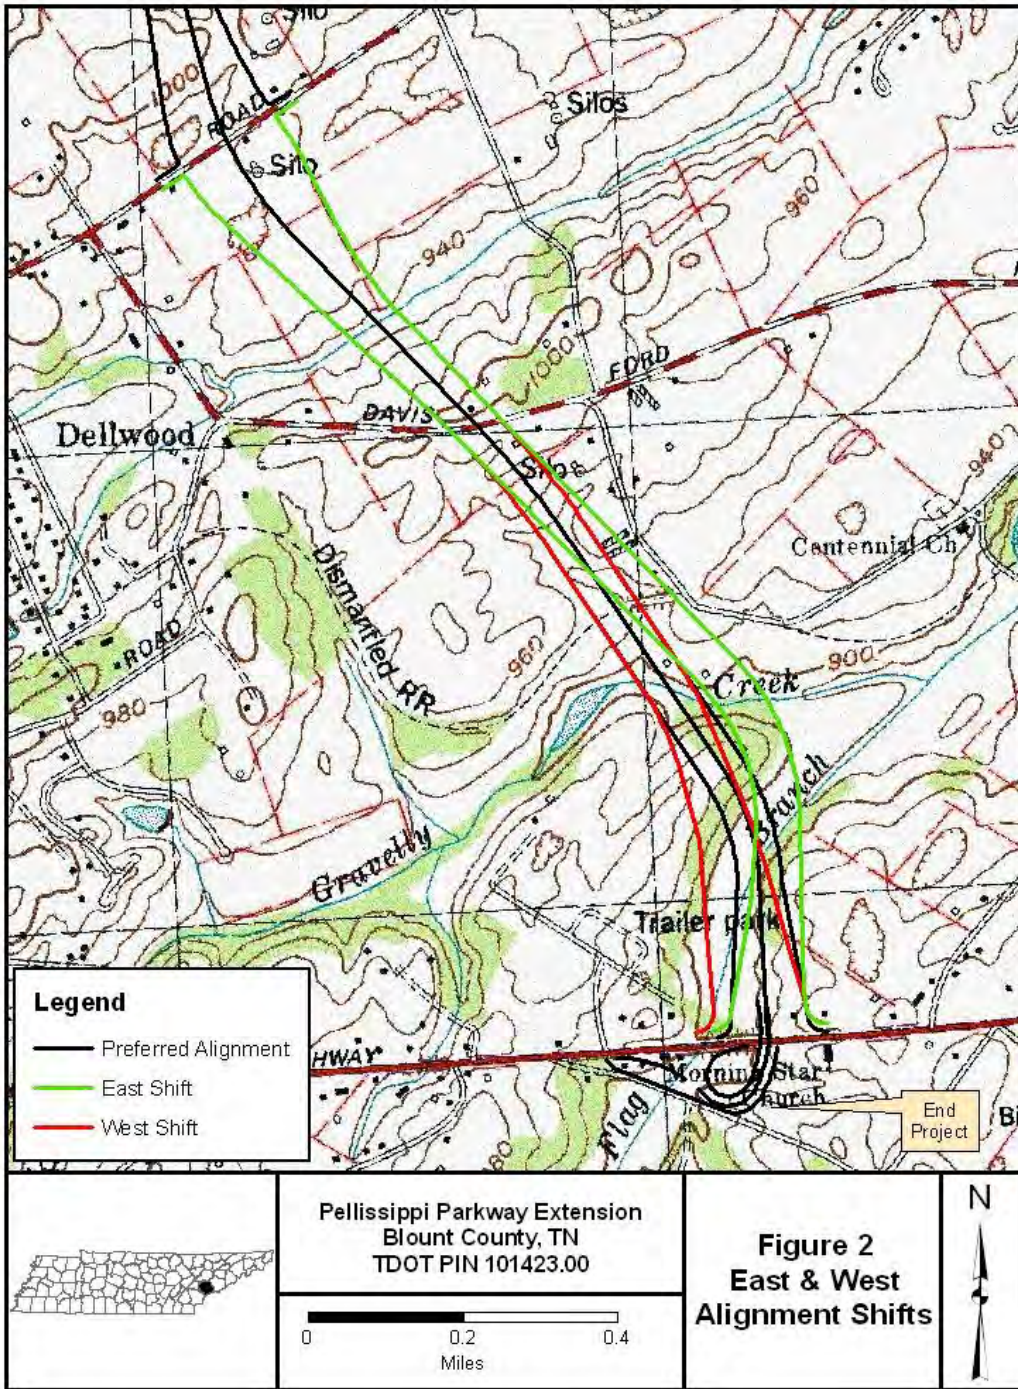 Silo
1000
ROAD
Silos
Silo
960
960
940
1000
FORD
DAVIS
Dellwood
940
Silo
Centennial Ch
Dismantled RR
ROAD
960
900
Creek
980
Branch
Gravelly
Trailer park
Legend
Preferred Alignment
East Shift
West Shift
HWAY
Morning Star
Church
Flag
End
Project
Bi
Pellissippi Parkway Extension
Blount County, TN
TDOT PIN 101423.00
0 0.2 0.4
Miles
Figure 2
East & West
Alignment Shifts
N